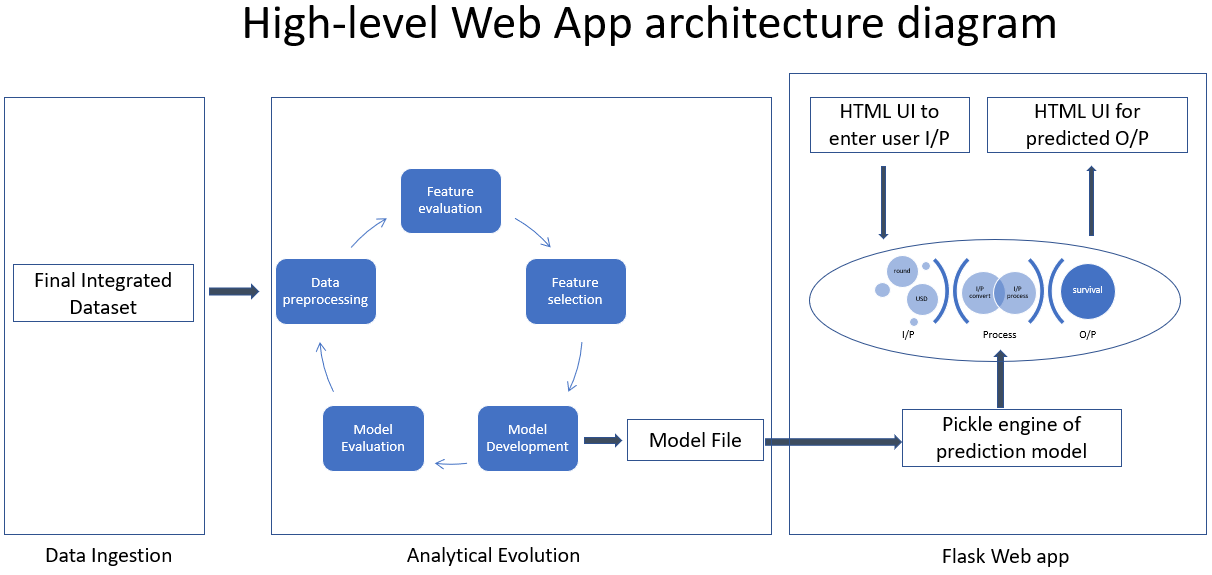 High-level Web App architecture diagram
Final Integrated
Dataset
Data Ingestion
Feature
evaluation
Data
preprocessing
Feature
selection
Model
Evaluation
Model
Development
Model File
Analytical Evolution
HTML UI to
enter user I/P
HTML UI for
predicted O/P
round
USD
I/P
I/P
convert
I/P
process
Process
survival
O/P
Pickle engine of
prediction model
Flask Web app